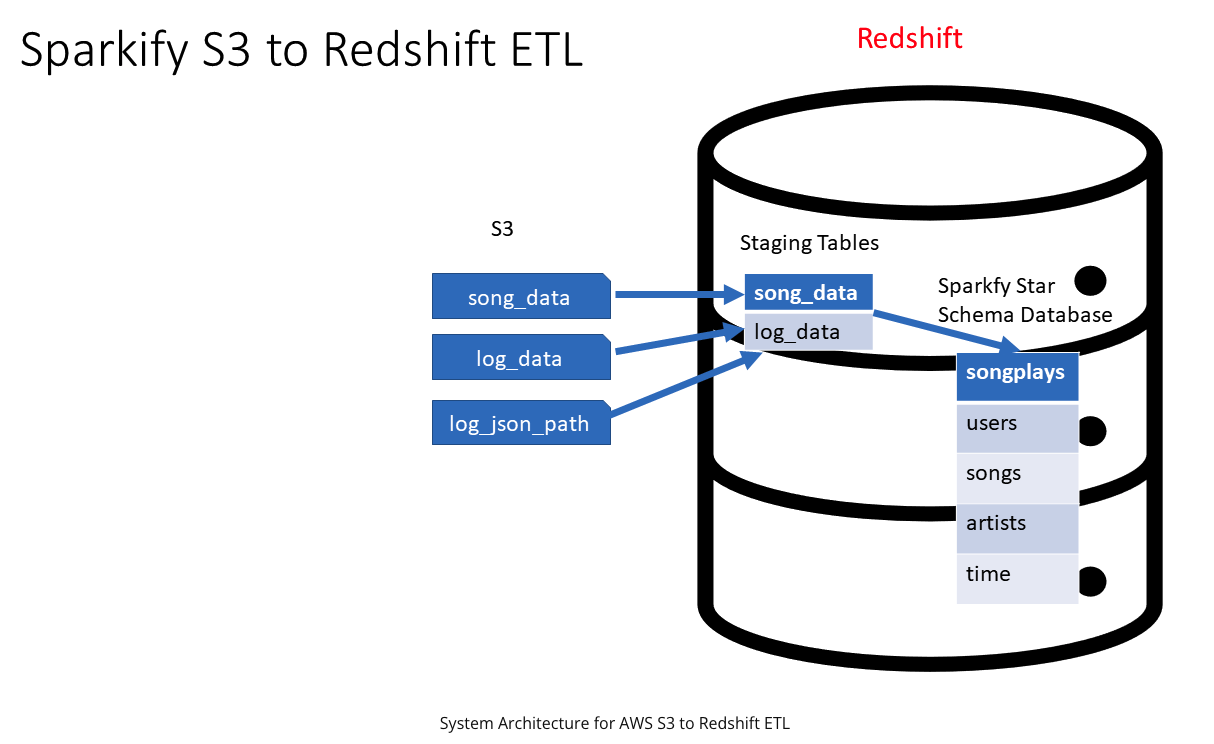 Sparkify S3 to Redshift ETL
Redshift
S3
song_data
log_data
log_json_path
Staging Tables
song_data
log_data
Sparkfy Star
Schema Database
songplays
users
songs
artists
time
System Architecture for AWS S3 to Redshift ETL